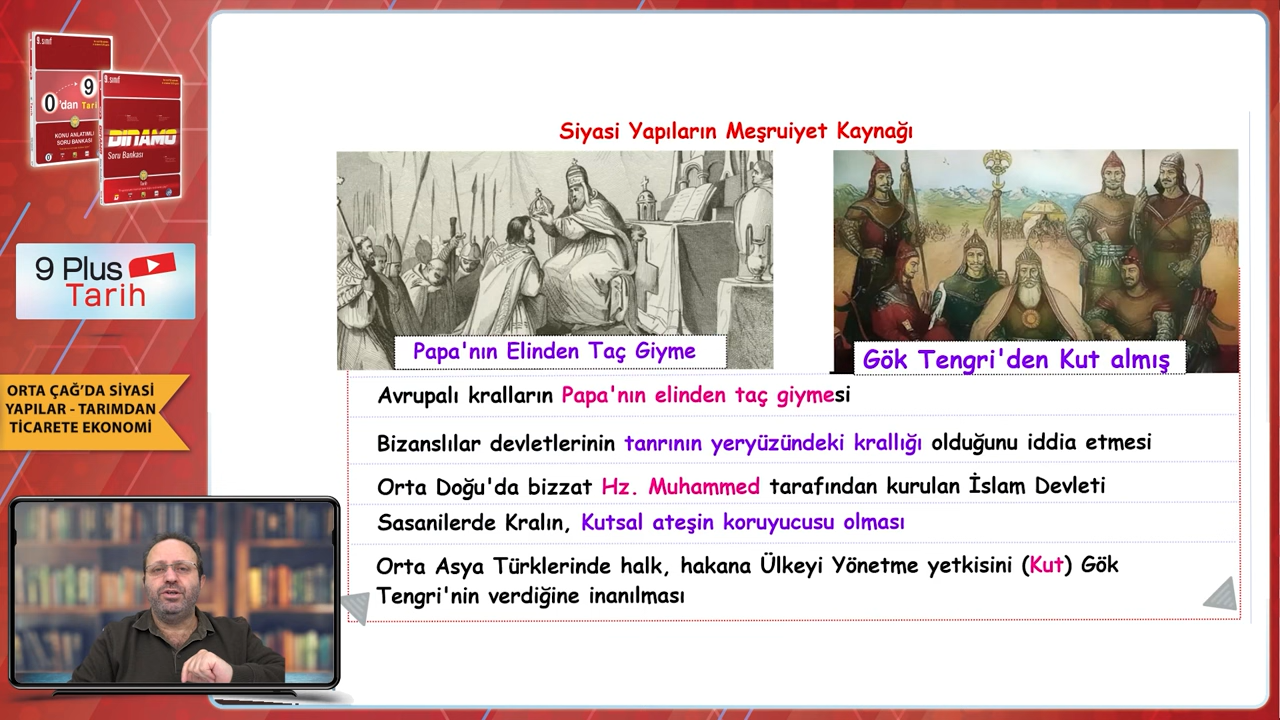 9.sınıf
0'dan 9 Tarih
KONU ANLATIMLI
SORU BANKASI
9.sınıf
DİNAMO
Soru Bankası
Tarih
9 Plus
Tarih
ORTA ÇAĞ'DA SİYASİ
YAPILAR - TARIMDAN
TİCARETE EKONOMİ
Siyasi Yapıların Meşruiyet Kaynağı
Papa'nın Elinden Taç Giyme
Gök Tengri'den Kut almış
Avrupalı kralların Papa'nın elinden taç giymesi
Bizanslılar devletlerinin tanrının yeryüzündeki krallığı olduğunu iddia etmesi
Orta Doğu'da bizzat Hz. Muhammed tarafından kurulan İslam Devleti
Sasanilerde Kralın, Kutsal ateşin koruyucusu olması
Orta Asya Türklerinde halk, hakana Ülkeyi Yönetme yetkisini (Kut) Gök
Tengri'nin verdiğine inanılması